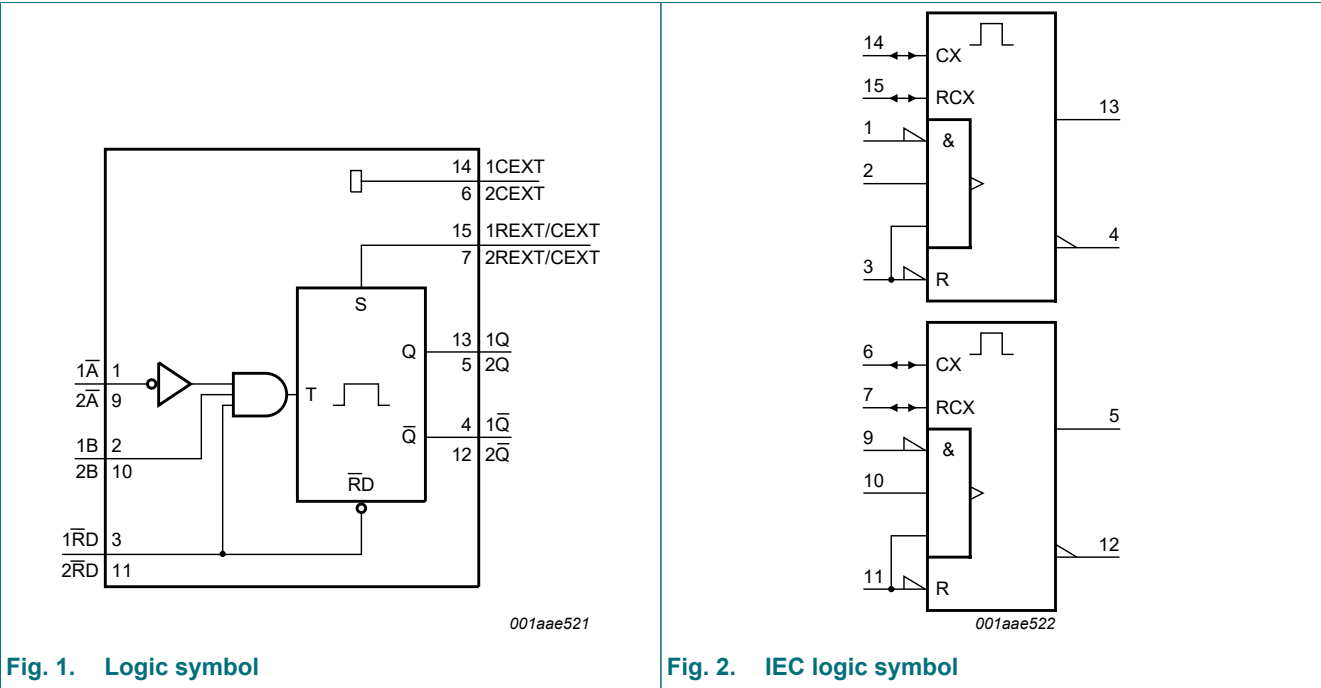 14 1CEXT
6 2CEXT
15 1REXT/CEXT
7 2REXT/CEXT
S
Q
13 1Q
5 2Q
1A̅ 1
2A̅ 9
T
1B 2
2B 10
Q̅
4 1Q̅
12 2Q̅
R̅D̅
1R̅D̅ 3
2R̅D̅ 11
001aae521
Fig. 1. Logic symbol
14 CX
15 RCX
13
1 &
2
4
3 R
6 CX
7 RCX
5
9 &
10
12
11 R
001aae522
Fig. 2. IEC logic symbol